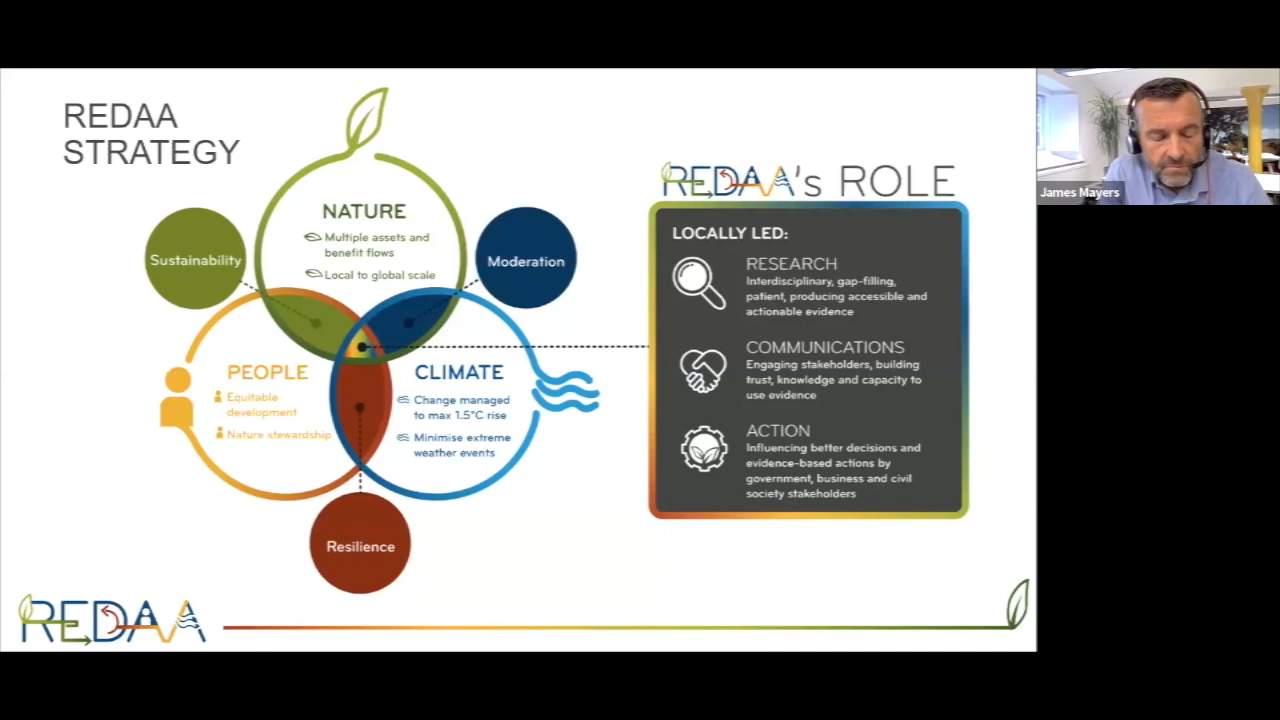 REDAA
STRATEGY
NATURE
Multiple assets and
benefit flows
Local to global scale
Sustainability
Moderation
PEOPLE
Equitable
development
Nature stewardship
CLIMATE
Change managed
to max 1.5°C rise
Minimise extreme
weather events
Resilience
REDAA's ROLE
LOCALLY LED:
RESEARCH
Interdisciplinary, gap-filling,
patient, producing accessible and
actionable evidence
COMMUNICATIONS
Engaging stakeholders, building
trust, knowledge and capacity to
use evidence
ACTION
Influencing better decisions and
evidence-based actions by
government, business and civil
society stakeholders
James Mayers
REDAA